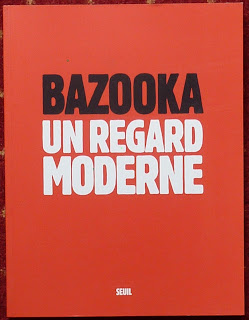 BAZOOKA
UN REGARD
MODERNE
SEUIL